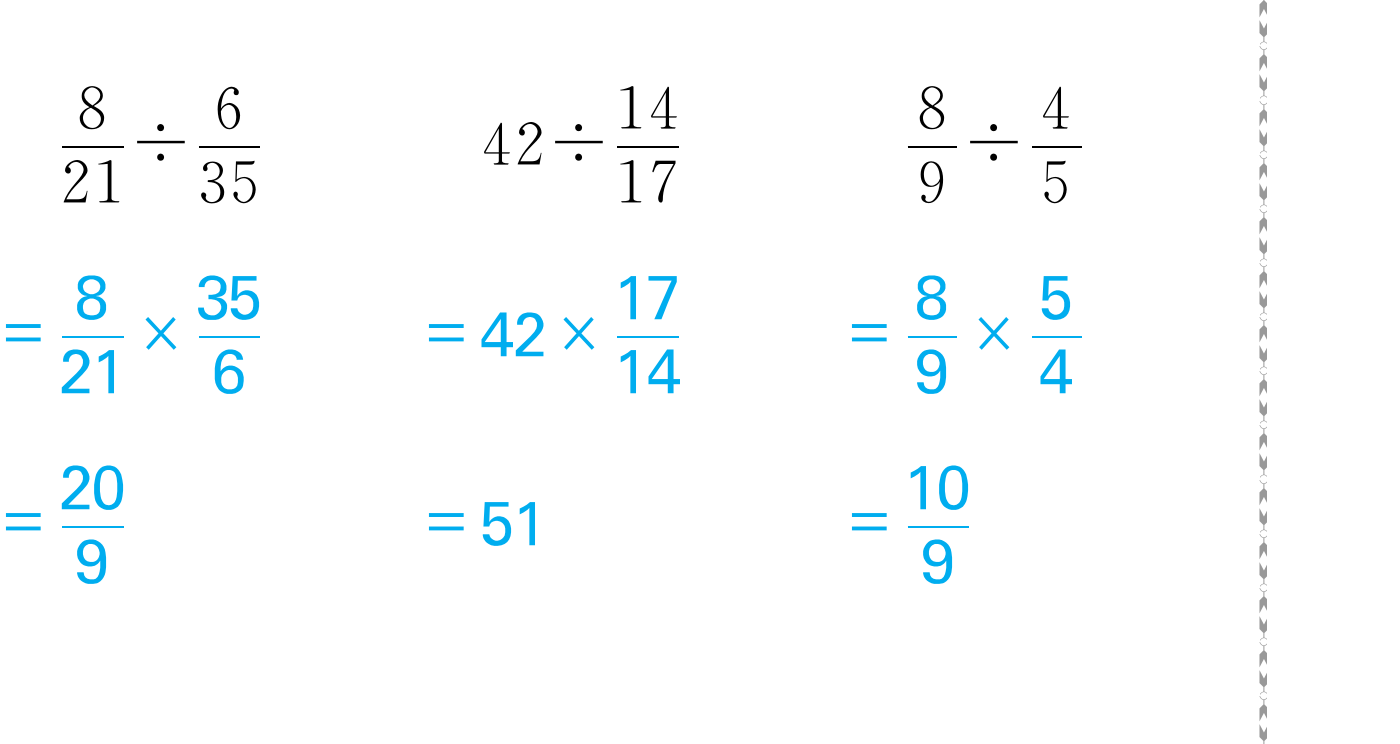 8/21 ÷ 6/35    42 ÷ 14/17    8/9 ÷ 4/5
= 8/21 × 35/6    = 42 × 17/14    = 8/9 × 5/4
= 20/9    = 51    = 10/9